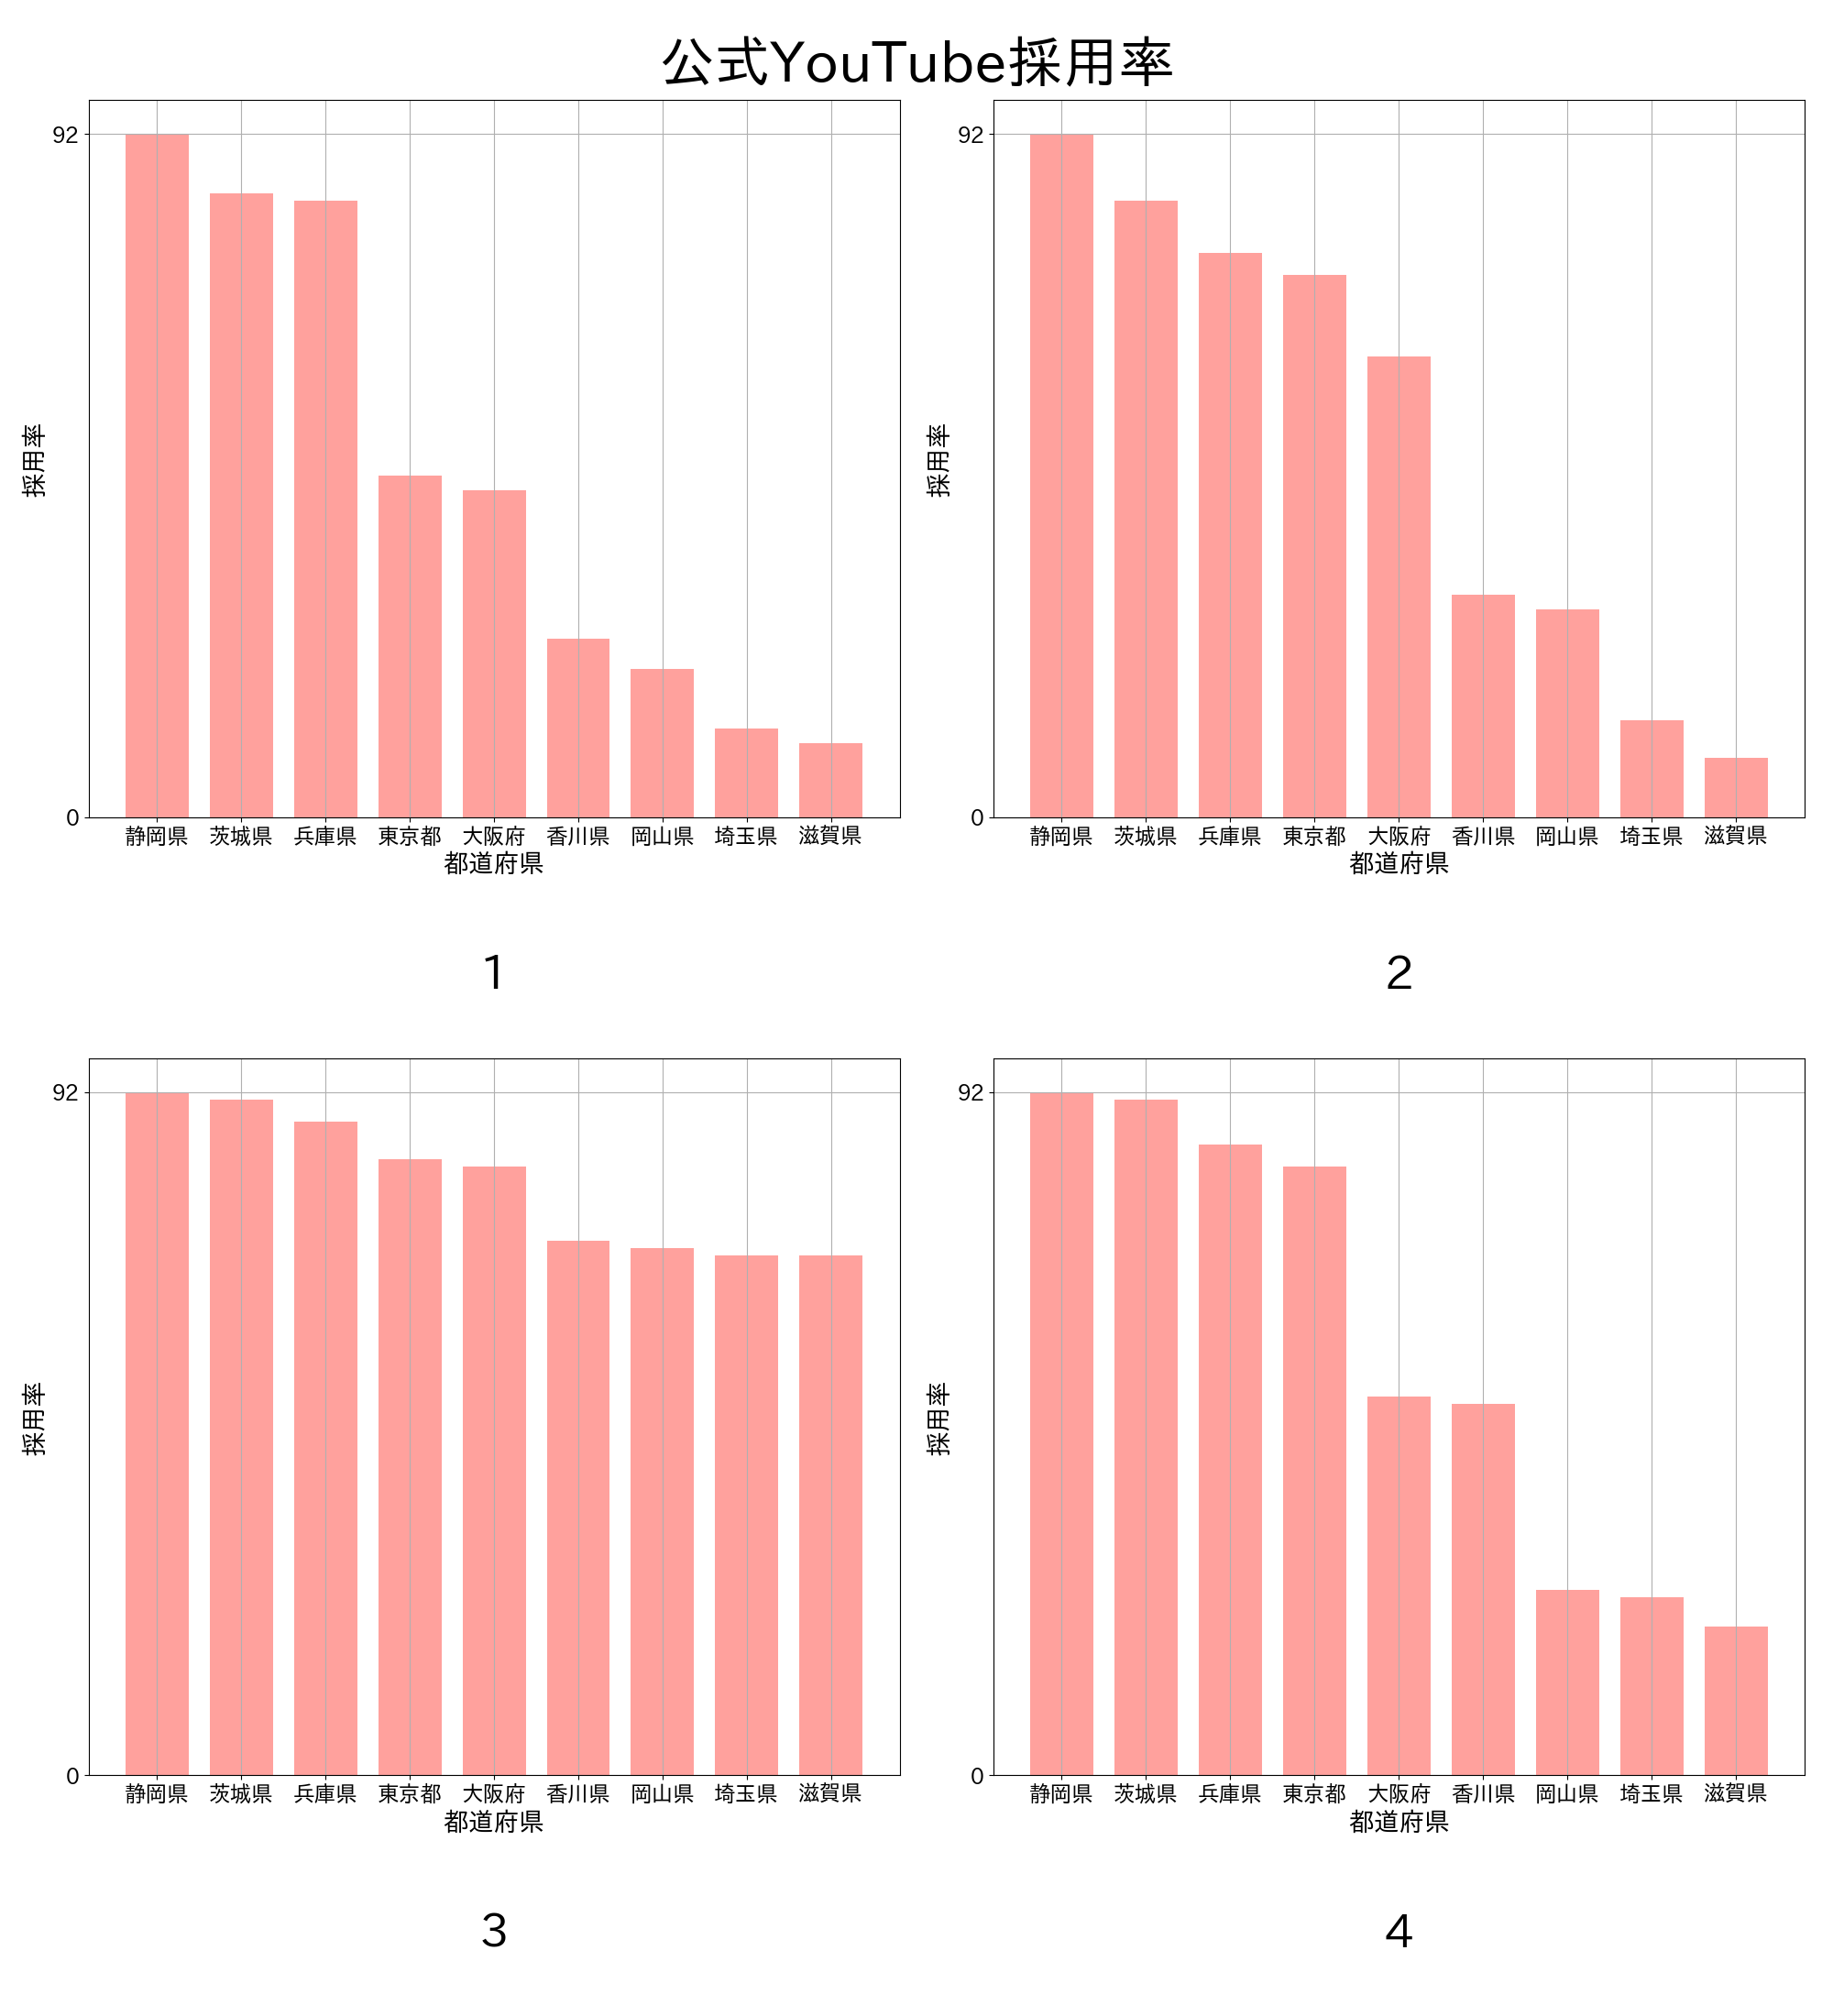 公式YouTube採用率
92
0
採用率
静岡県 茨城県 兵庫県 東京都 大阪府 香川県 岡山県 埼玉県 滋賀県
都道府県
1
92
0
採用率
静岡県 茨城県 兵庫県 東京都 大阪府 香川県 岡山県 埼玉県 滋賀県
都道府県
2
92
0
採用率
静岡県 茨城県 兵庫県 東京都 大阪府 香川県 岡山県 埼玉県 滋賀県
都道府県
3
92
0
採用率
静岡県 茨城県 兵庫県 東京都 大阪府 香川県 岡山県 埼玉県 滋賀県
都道府県
4